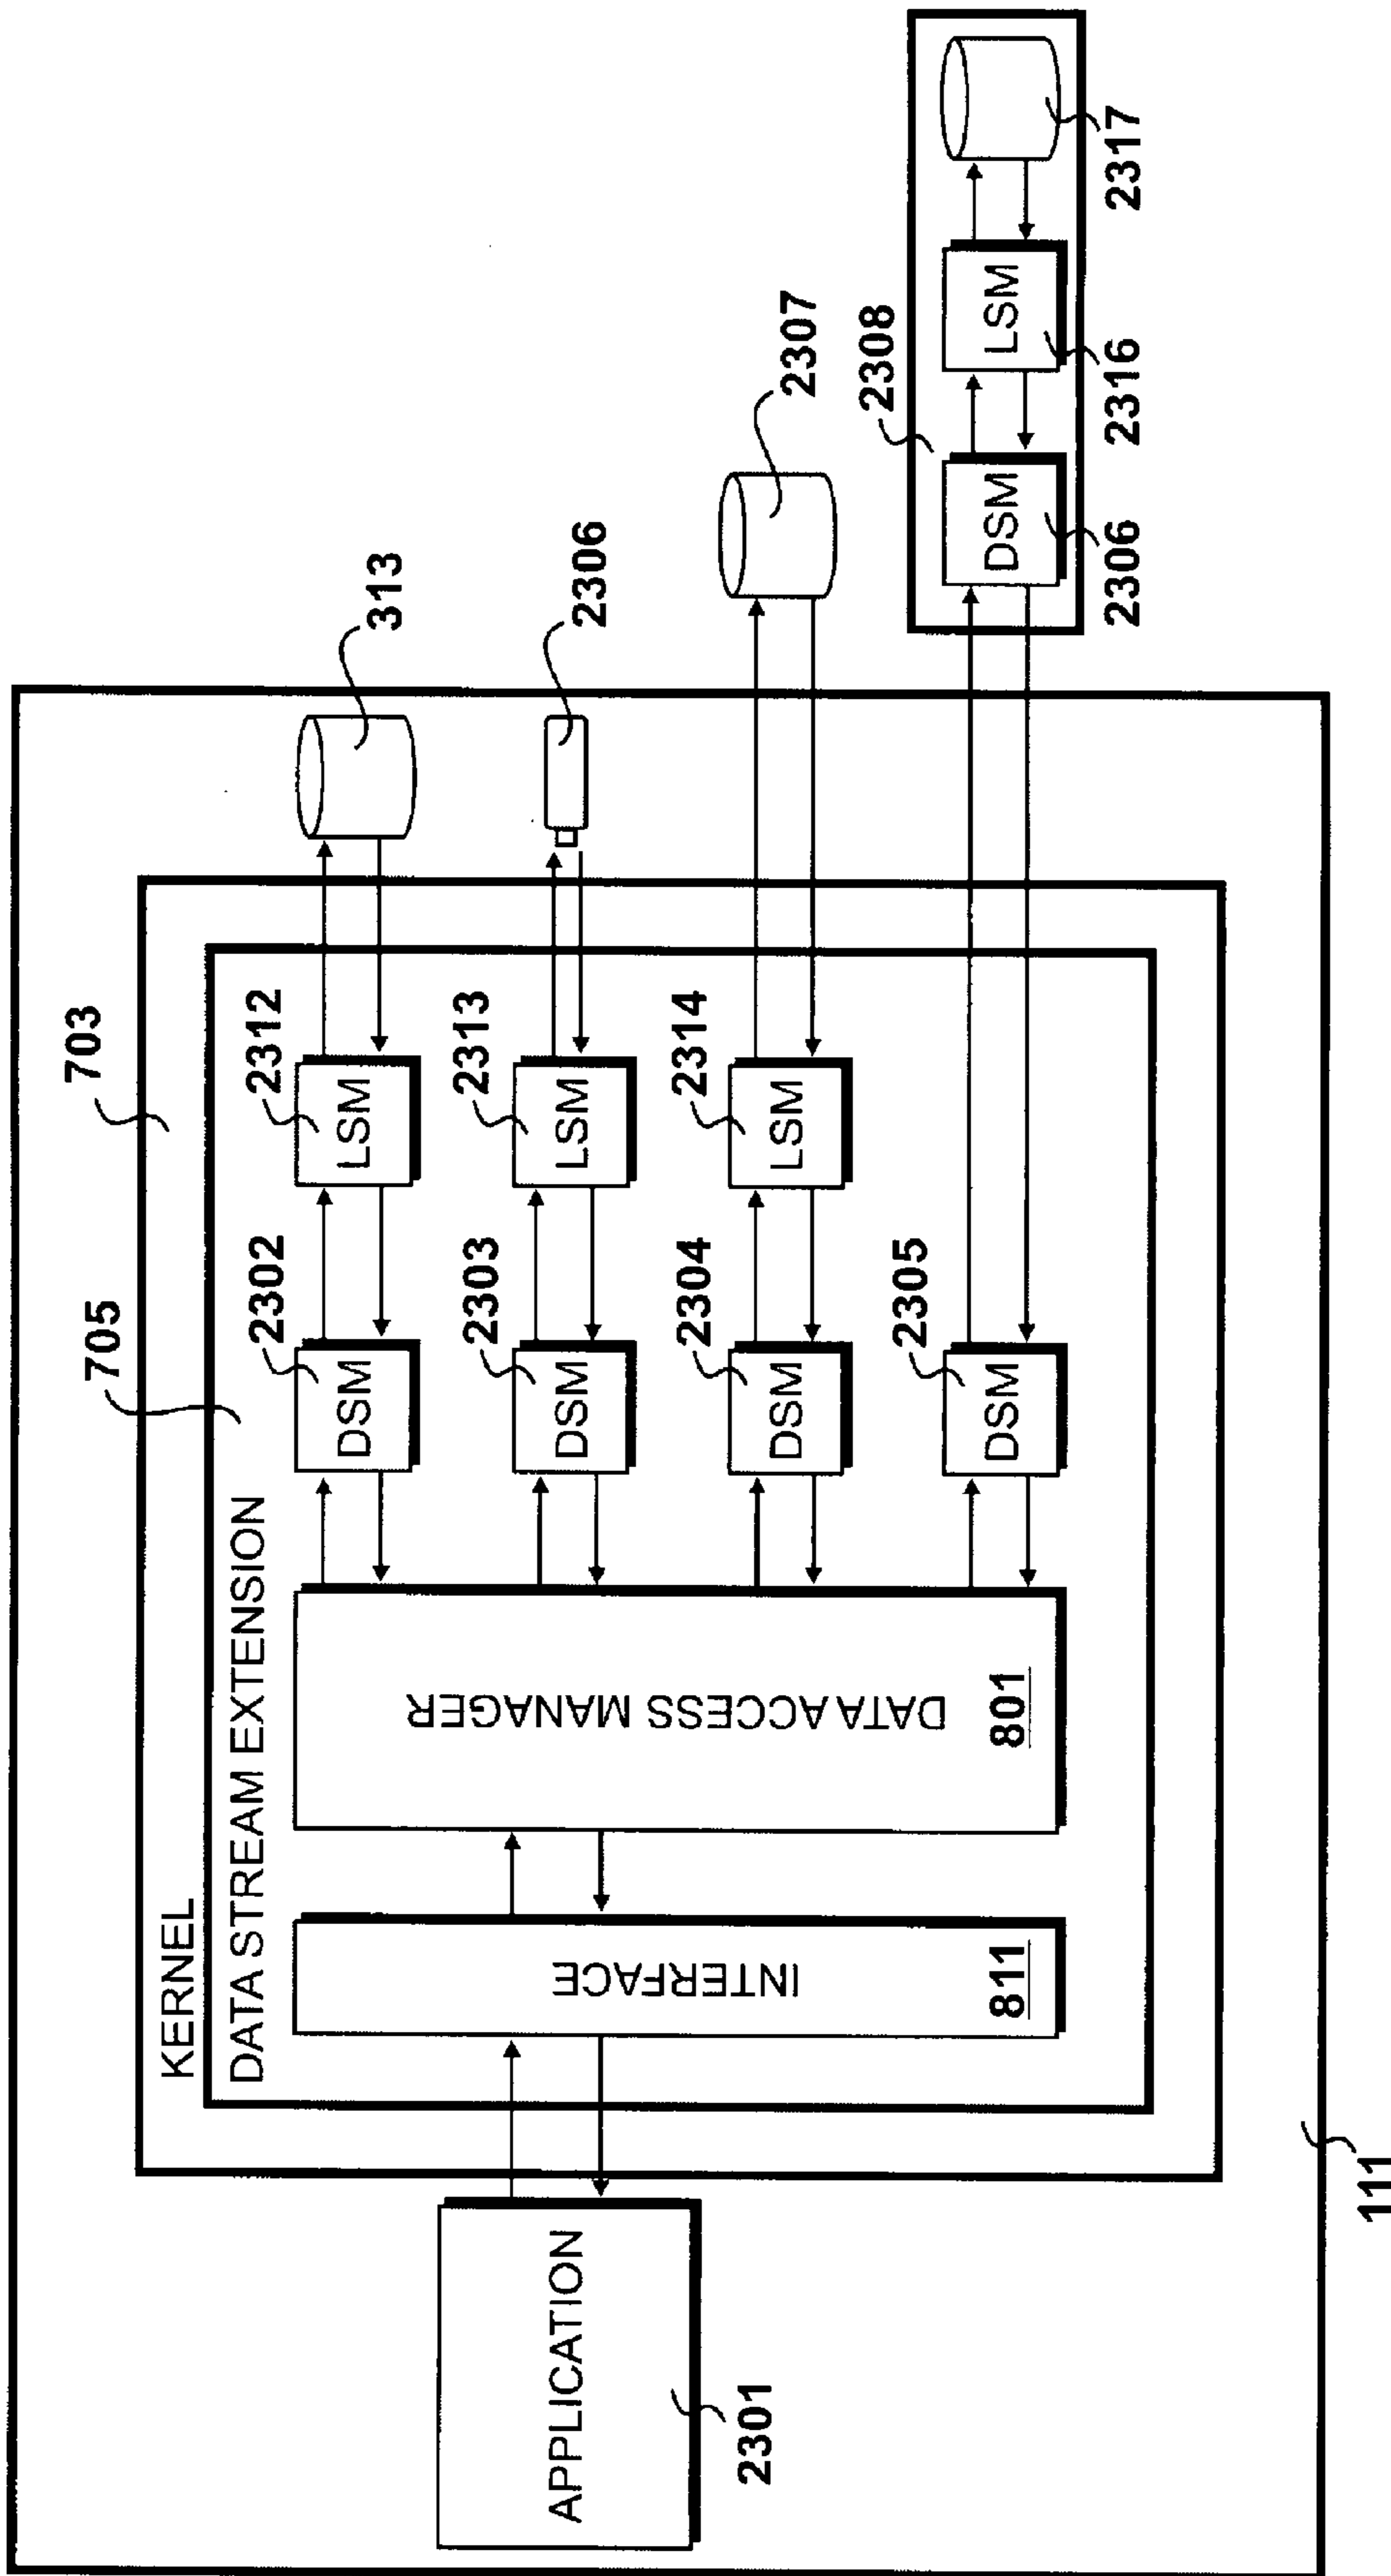 703
705
KERNEL
DATA STREAM EXTENSION
2302
2312
313
DSM
LSM
2303
2313
2306
DSM
LSM
2304
2314
2307
DSM
LSM
2305
DSM
2308
DSM
LSM
2306
2316
2317
APPLICATION
2301
INTERFACE
811
DATA ACCESS MANAGER
801
111